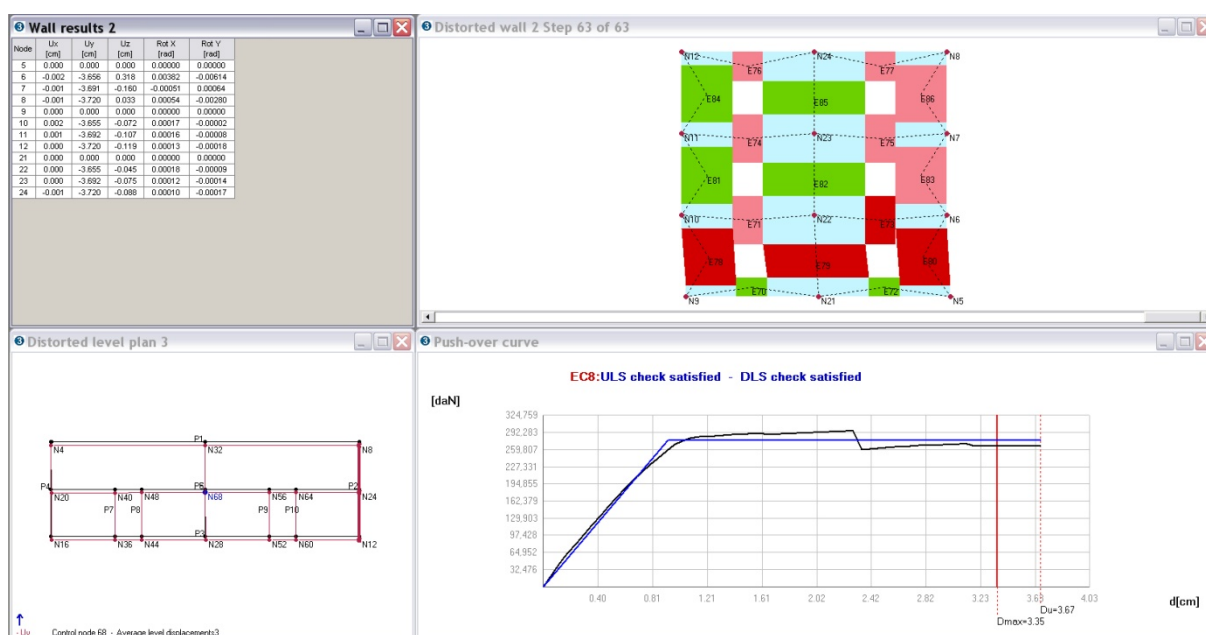 Wall results 2
Node Ux [cm] Uy [cm] Uz [cm] Rot X [rad] Rot Y [rad]
5 0.000 0.000 0.000 0.00000 0.00000
6 -0.002 -3.656 0.318 0.00382 -0.00614
7 -0.001 -3.691 -0.160 -0.00051 0.00064
8 -0.001 -3.720 0.033 0.00054 -0.00280
9 0.000 0.000 0.000 0.00000 0.00000
10 0.002 -3.655 -0.072 0.00017 -0.00002
11 0.001 -3.692 -0.107 0.00016 -0.00008
12 0.000 -3.720 -0.119 0.00013 -0.00018
21 0.000 0.000 0.000 0.00000 0.00000
22 0.000 -3.655 -0.045 0.00018 -0.00009
23 0.000 -3.692 -0.075 0.00012 -0.00014
24 -0.001 -3.720 -0.088 0.00010 -0.00017
Distorted wall 2 Step 63 of 63
N12 N24 N8
E76 E77
E84 E85 E86
N11 N23 N7
E74 E75
E81 E82 E83
N10 N22 N6
E71 E73
E78 E79 E80
E70 E72
N9 N21 N5
Distorted level plan 3
P1
N4 N32 N8
P4 P5 P2
N20 N40 N48 N68 N56 N64 N24
P7 P8 P9 P10
P3
N16 N36 N44 N28 N52 N60 N12
- Uy Control node 68 - Average level displacements3
Push-over curve
EC8:ULS check satisfied - DLS check satisfied
[daN]
324,759
292,283
259,807
227,331
194,855
162,379
129,903
97,428
64,952
32,476
0.40 0.81 1.21 1.61 2.02 2.42 2.82 3.23 3.63 4.03
d[cm]
Du=3.67
Dmax=3.35